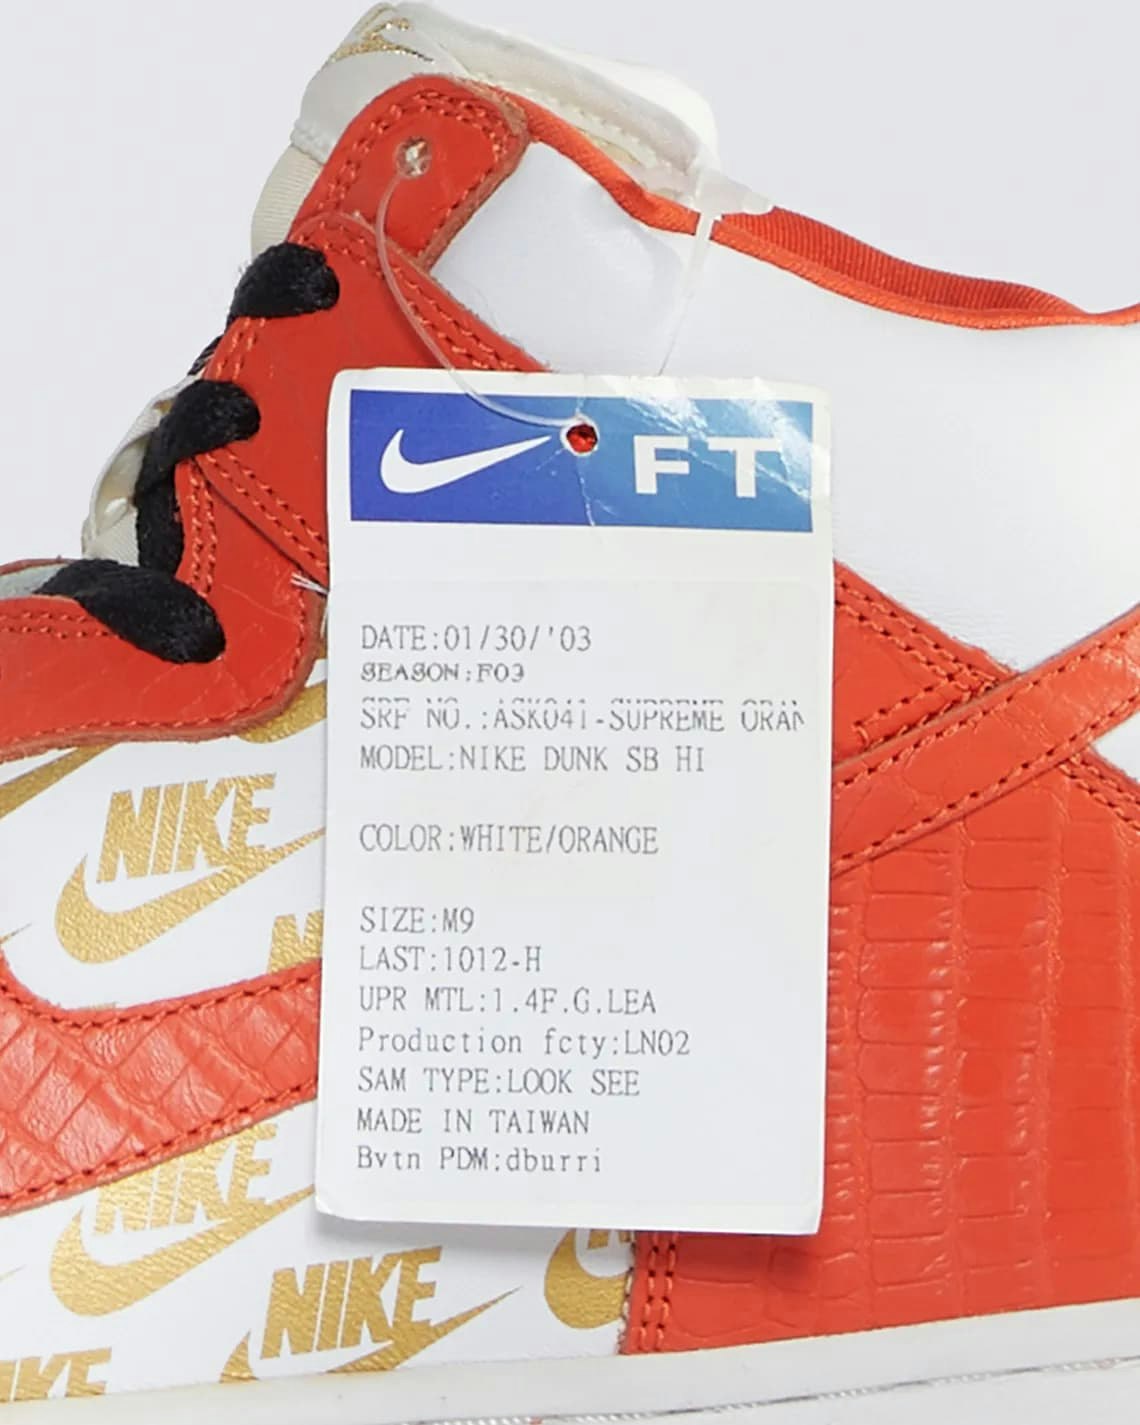 FT
DATE:01/30/'03
SEASON:F03
SRF NO.:ASK041-SUPREME ORAN
MODEL:NIKE DUNK SB HI
COLOR:WHITE/ORANGE
SIZE:M9
LAST:1012-H
UPR MTL:1.4F.G.LEA
Production fcty:LN02
SAM TYPE:LOOK SEE
MADE IN TAIWAN
Bvtn PDM:dburri
NIKE
NIKE
NIKE